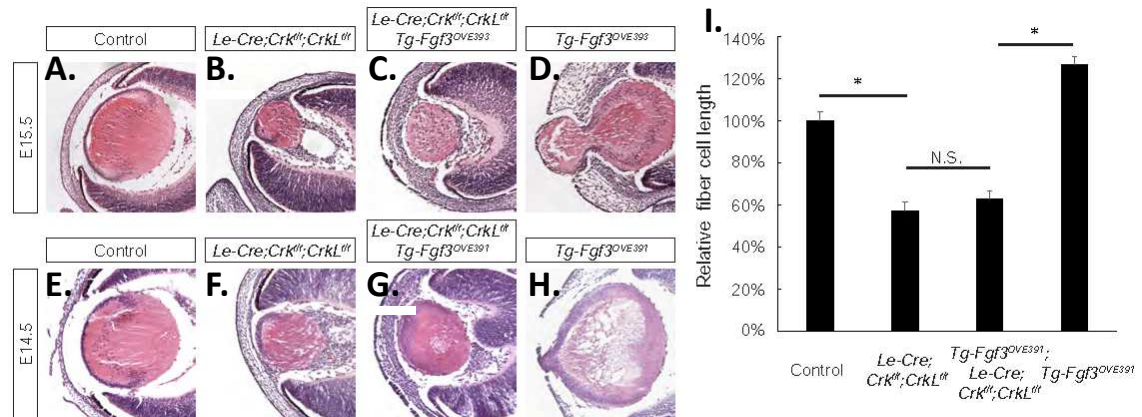 Le-Cre;Crk^f/f;CrkL^f/f
Control
Le-Cre;Crk^f/f;CrkL^f/f
Tg-Fgf3^OVE393
Tg-Fgf3^OVE393
A.
B.
C.
D.
E15.5
Le-Cre;Crk^f/f;CrkL^f/f
Control
Le-Cre;Crk^f/f;CrkL^f/f
Tg-Fgf3^OVE391
Tg-Fgf3^OVE391
E.
F.
G.
H.
E14.5
I.
140%
120%
100%
80%
60%
40%
20%
0%
Relative fiber cell length
*
N.S.
*
Control
Le-Cre;
Crk^f/f;CrkL^f/f
Tg-Fgf3^OVE391;
Le-Cre;
Crk^f/f;CrkL^f/f
Tg-Fgf3^OVE391